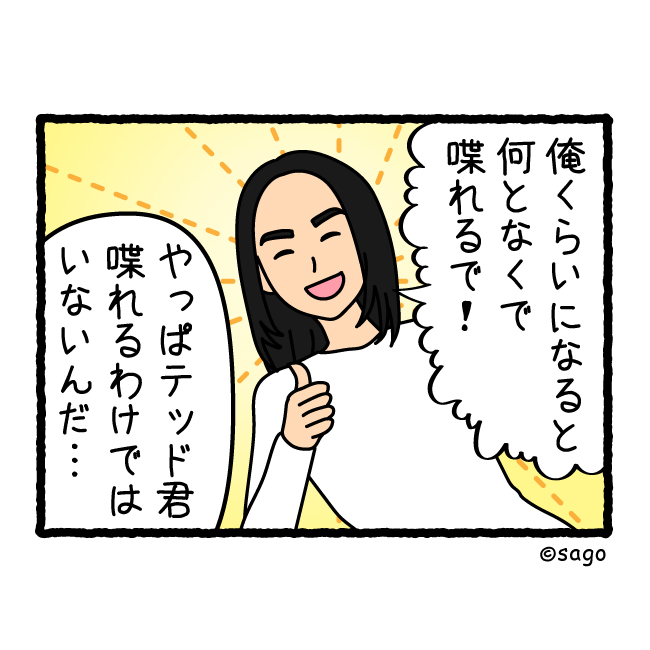 俺くらいになると
何となくで
喋れるで！
やっぱテッド君
喋れるわけでは
いないんだ…
©sago